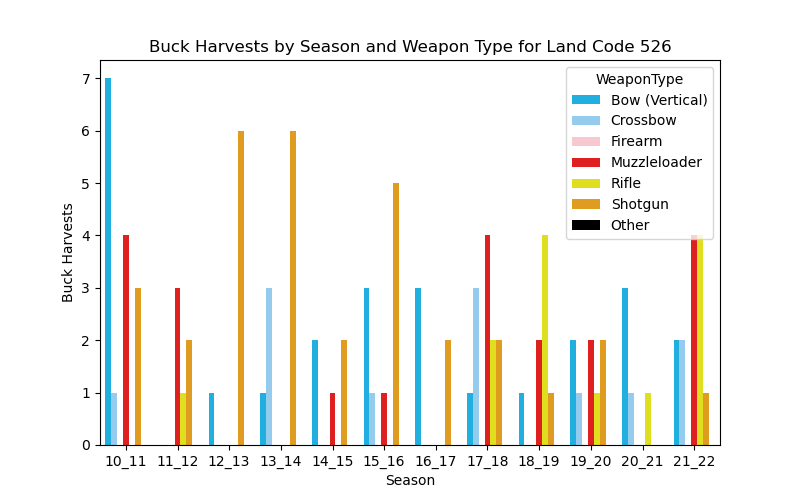 Buck Harvests by Season and Weapon Type for Land Code 526
WeaponType
Bow (Vertical)
Crossbow
Firearm
Muzzleloader
Rifle
Shotgun
Other
Buck Harvests
7
6
5
4
3
2
1
0
10_11 11_12 12_13 13_14 14_15 15_16 16_17 17_18 18_19 19_20 20_21 21_22
Season